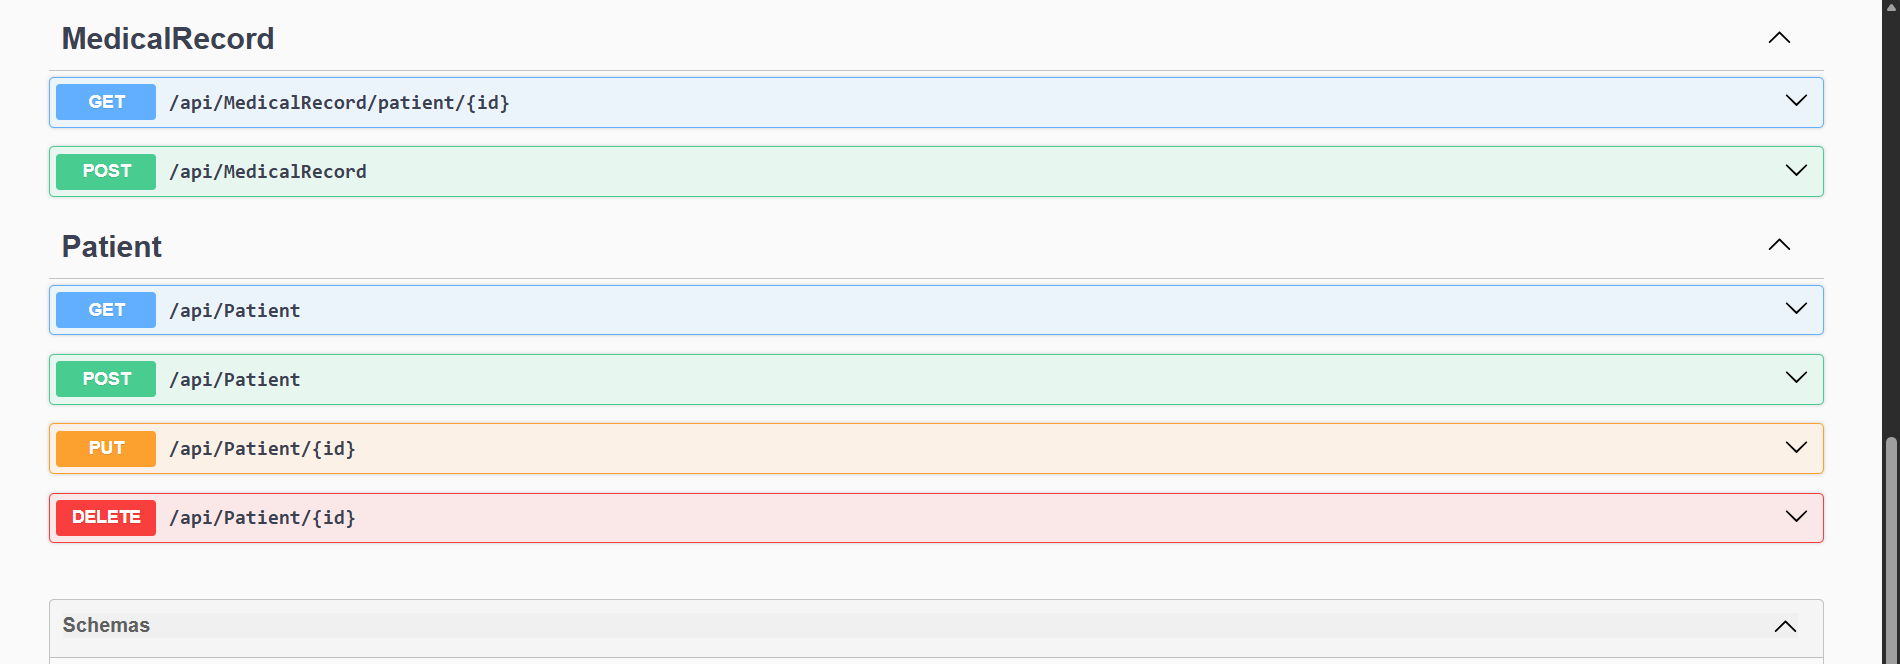 MedicalRecord
GET /api/MedicalRecord/patient/{id}
POST /api/MedicalRecord
Patient
GET /api/Patient
POST /api/Patient
PUT /api/Patient/{id}
DELETE /api/Patient/{id}
Schemas